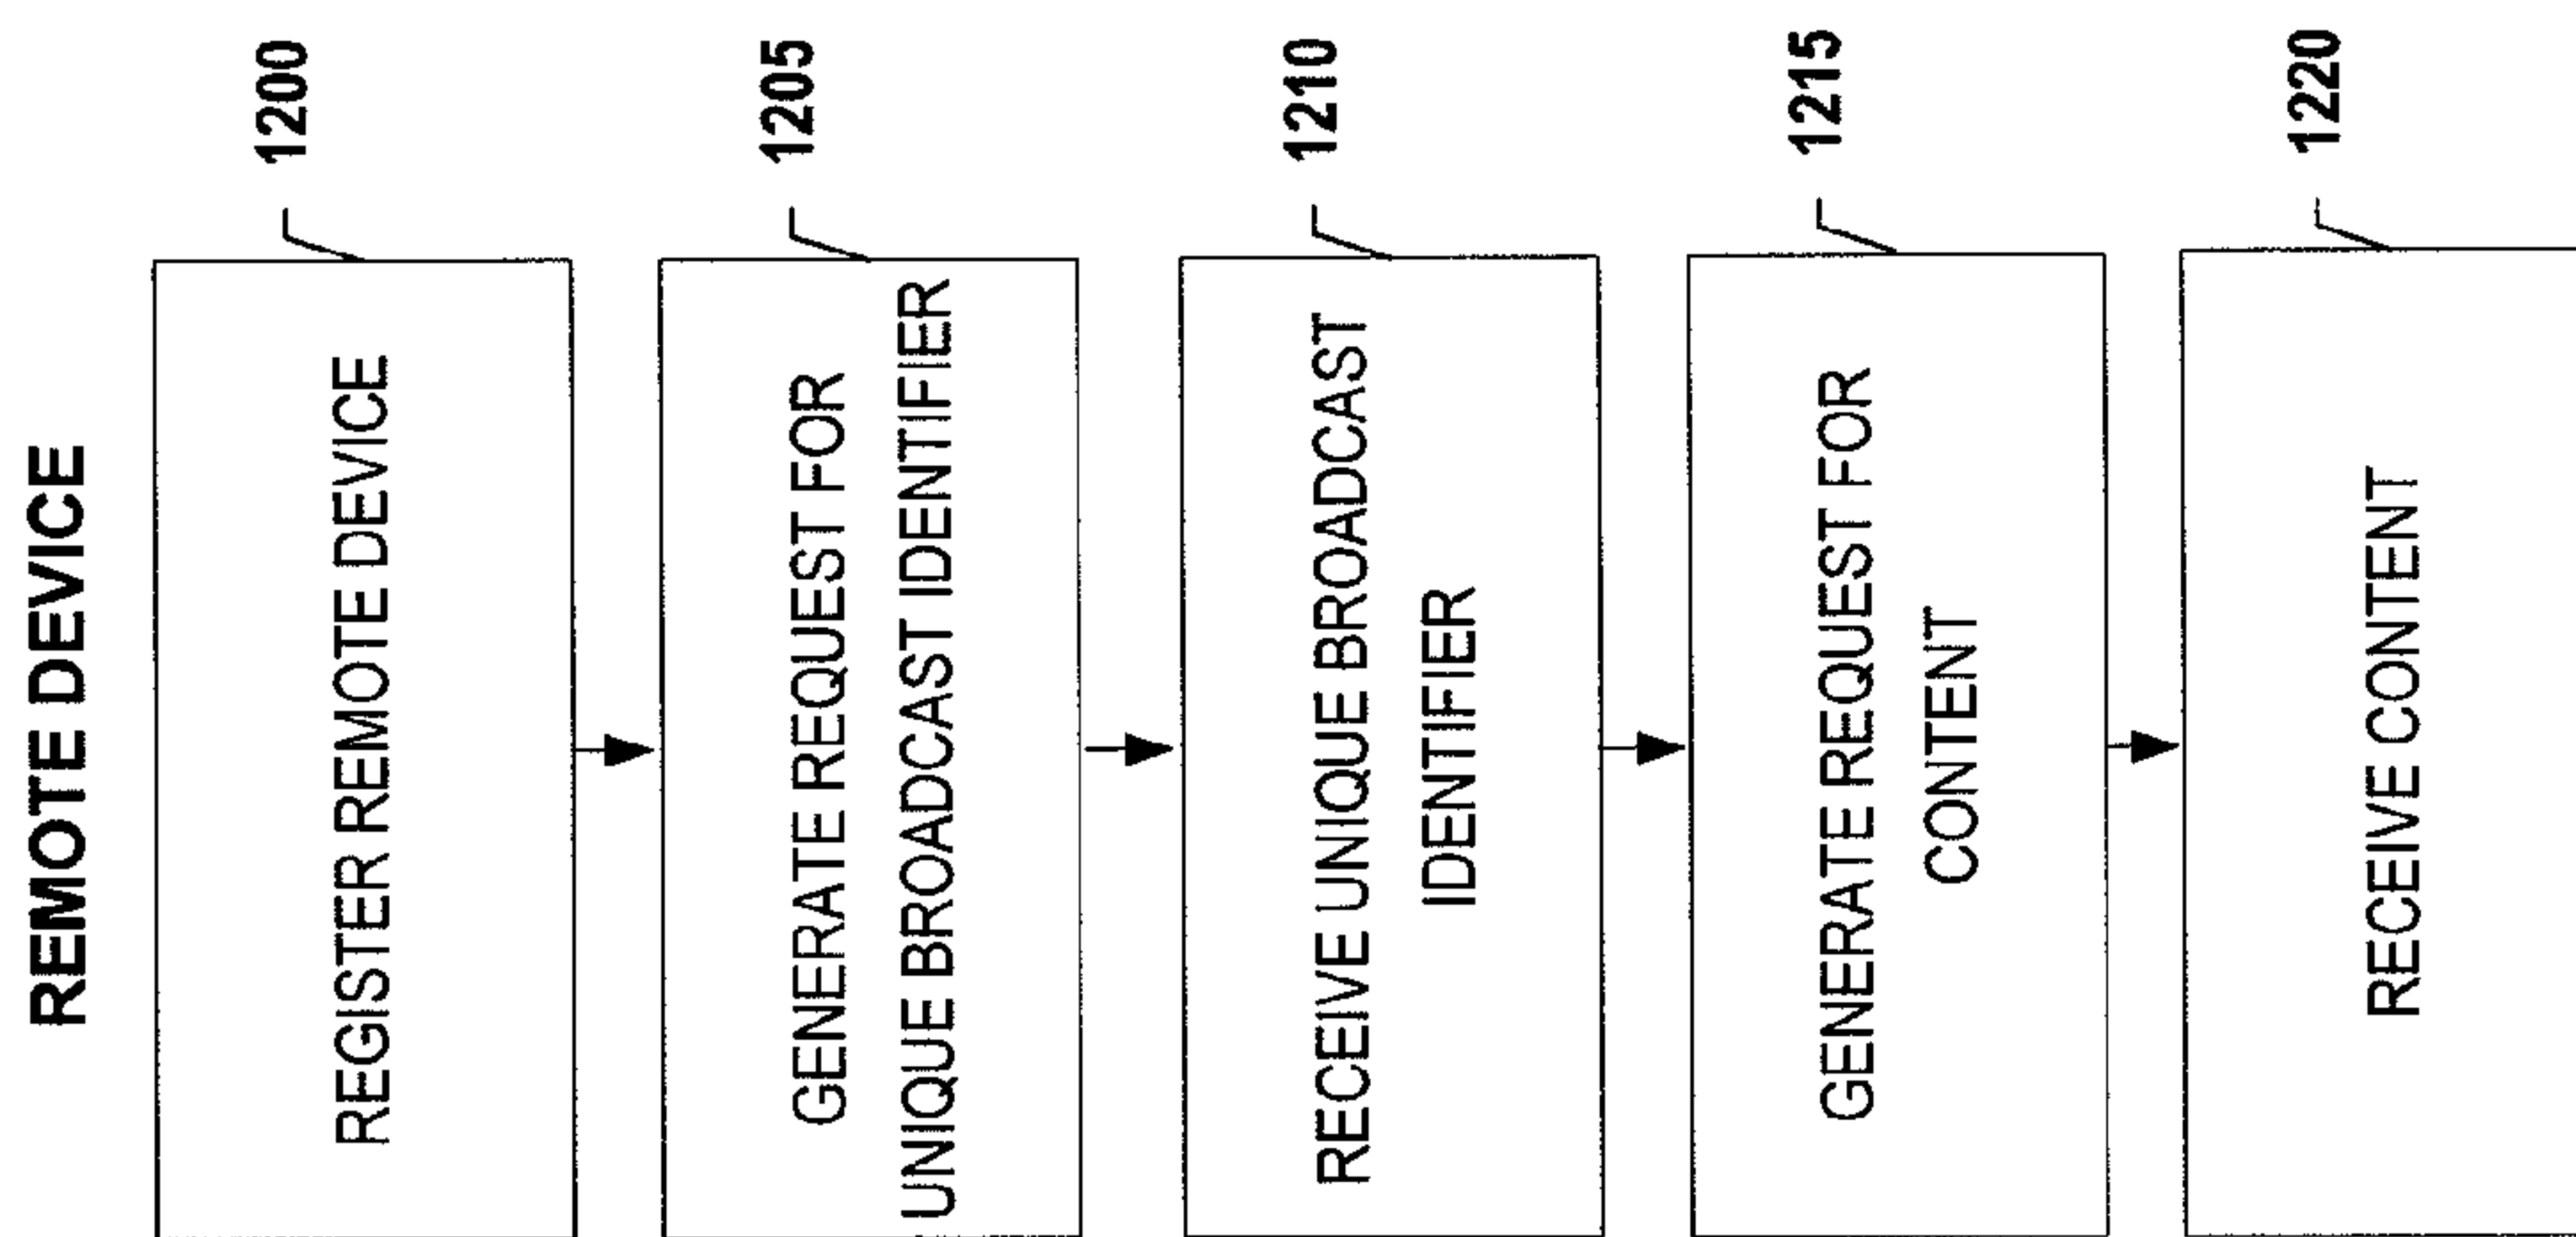 REMOTE DEVICE
REGISTER REMOTE DEVICE
1200
GENERATE REQUEST FOR
UNIQUE BROADCAST IDENTIFIER
1205
RECEIVE UNIQUE BROADCAST
IDENTIFIER
1210
GENERATE REQUEST FOR
CONTENT
1215
RECEIVE CONTENT
1220